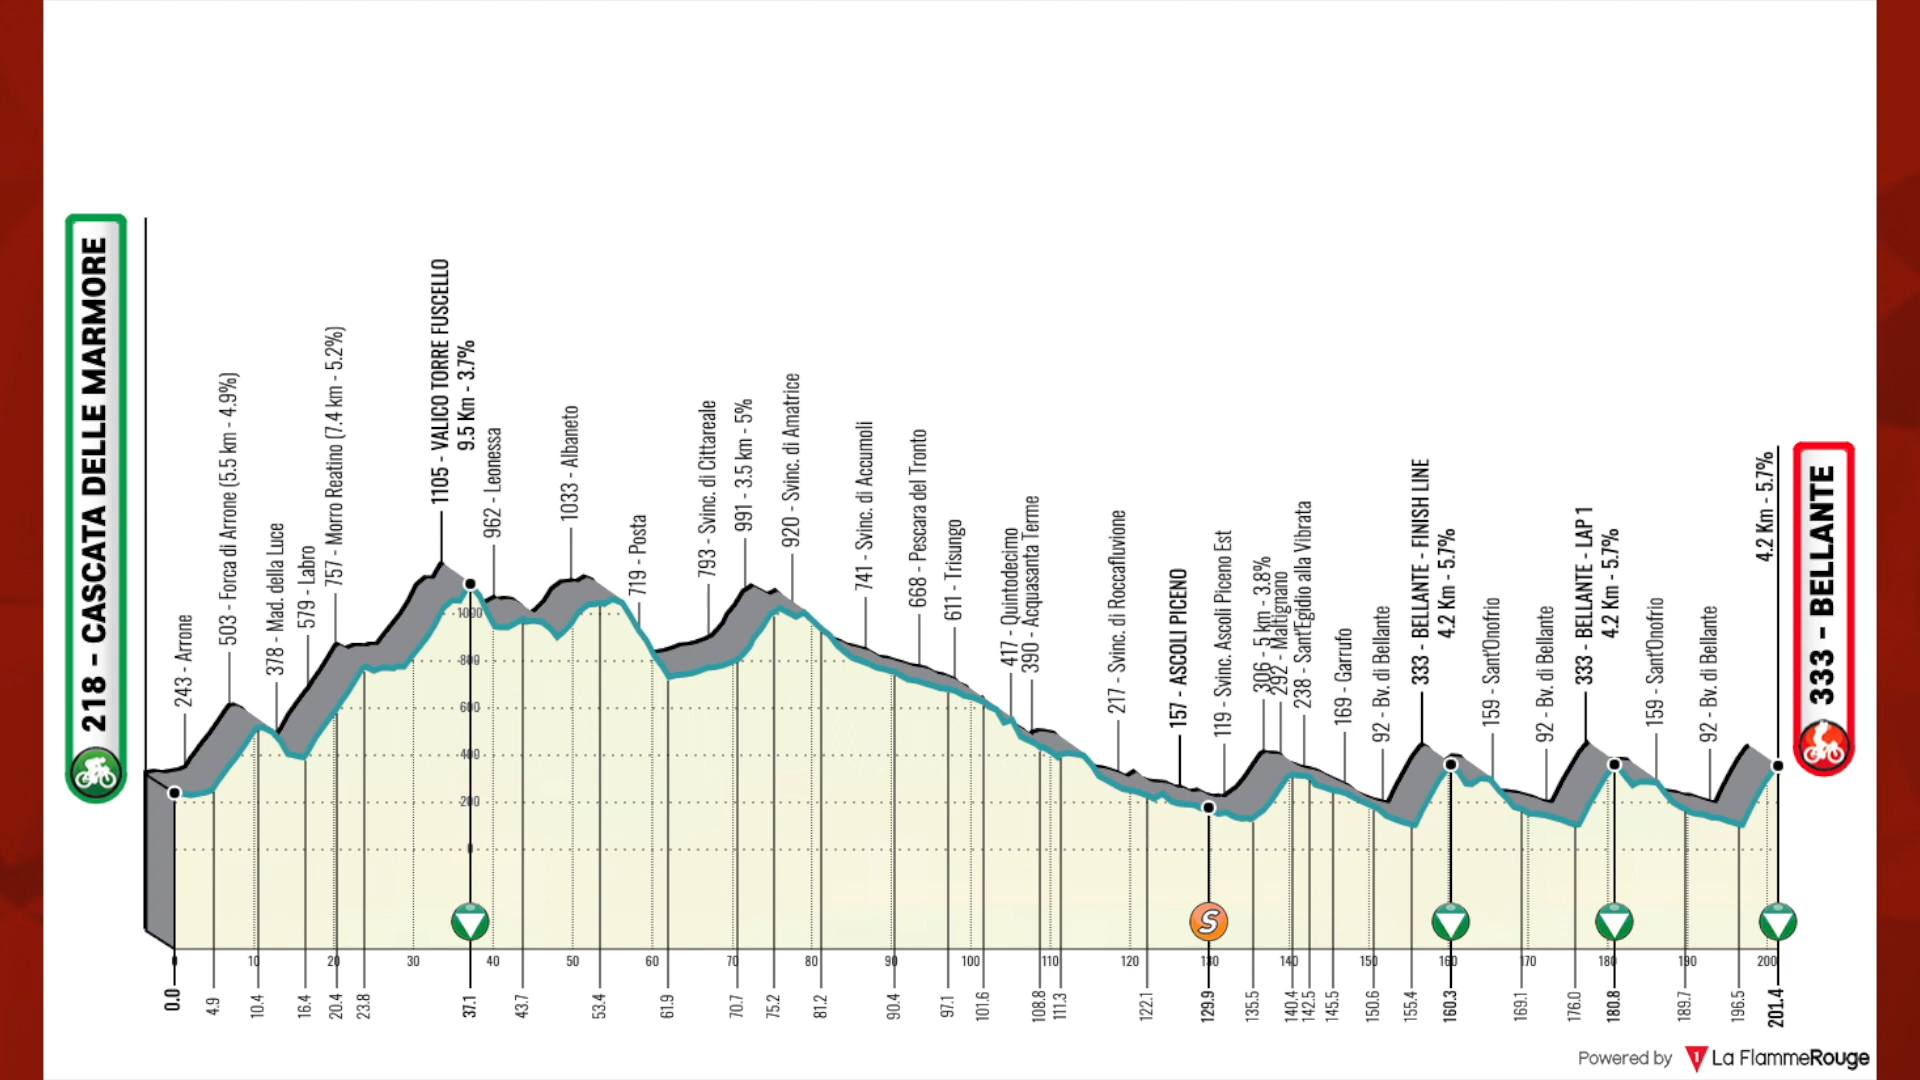 218 - CASCATA DELLE MARMORE
243 - Arrone
503 - Forca di Arrone (5.5 km - 4.9%)
378 - Mad. della Luce
579 - Labro
757 - Morro Reatino (7.4 km - 5.2%)
1105 - VALICO TORRE FUSCELLO
9.5 Km - 3.7%
962 - Leonessa
1033 - Albaneto
719 - Posta
793 - Svinc. di Cittareale
991 - 3.5 km - 5%
920 - Svinc. di Amatrice
741 - Svinc. di Accumoli
668 - Pescara del Tronto
611 - Trisungo
417 - Quintodecimo
390 - Acquasanta Terme
217 - Svinc. di Roccafluvione
157 - ASCOLI PICENO
119 - Svinc. Ascoli Piceno Est
306 - 5 km - 3.8%
292 - Maltignano
238 - Sant'Egidio alla Vibrata
169 - Garrufo
92 - Bv. di Bellante
333 - BELLANTE - FINISH LINE
4.2 Km - 5.7%
159 - Sant'Onofrio
92 - Bv. di Bellante
333 - BELLANTE - LAP 1
4.2 Km - 5.7%
159 - Sant'Onofrio
92 - Bv. di Bellante
4.2 Km - 5.7%
333 - BELLANTE
1000
800
600
400
200
0
S
0 10 20 30 40 50 60 70 80 90 100 110 120 130 140 150 160 170 180 190 200
0.0 4.9 10.4 16.4 20.4 23.8 37.1 43.7 53.4 61.9 70.7 75.2 81.2 90.4 97.1 101.6 108.8 111.3 122.1 129.9 135.5 140.4 142.5 145.5 150.6 155.4 160.3 169.1 176.0 180.8 189.7 196.5 201.4
Powered by 1 La FlammeRouge